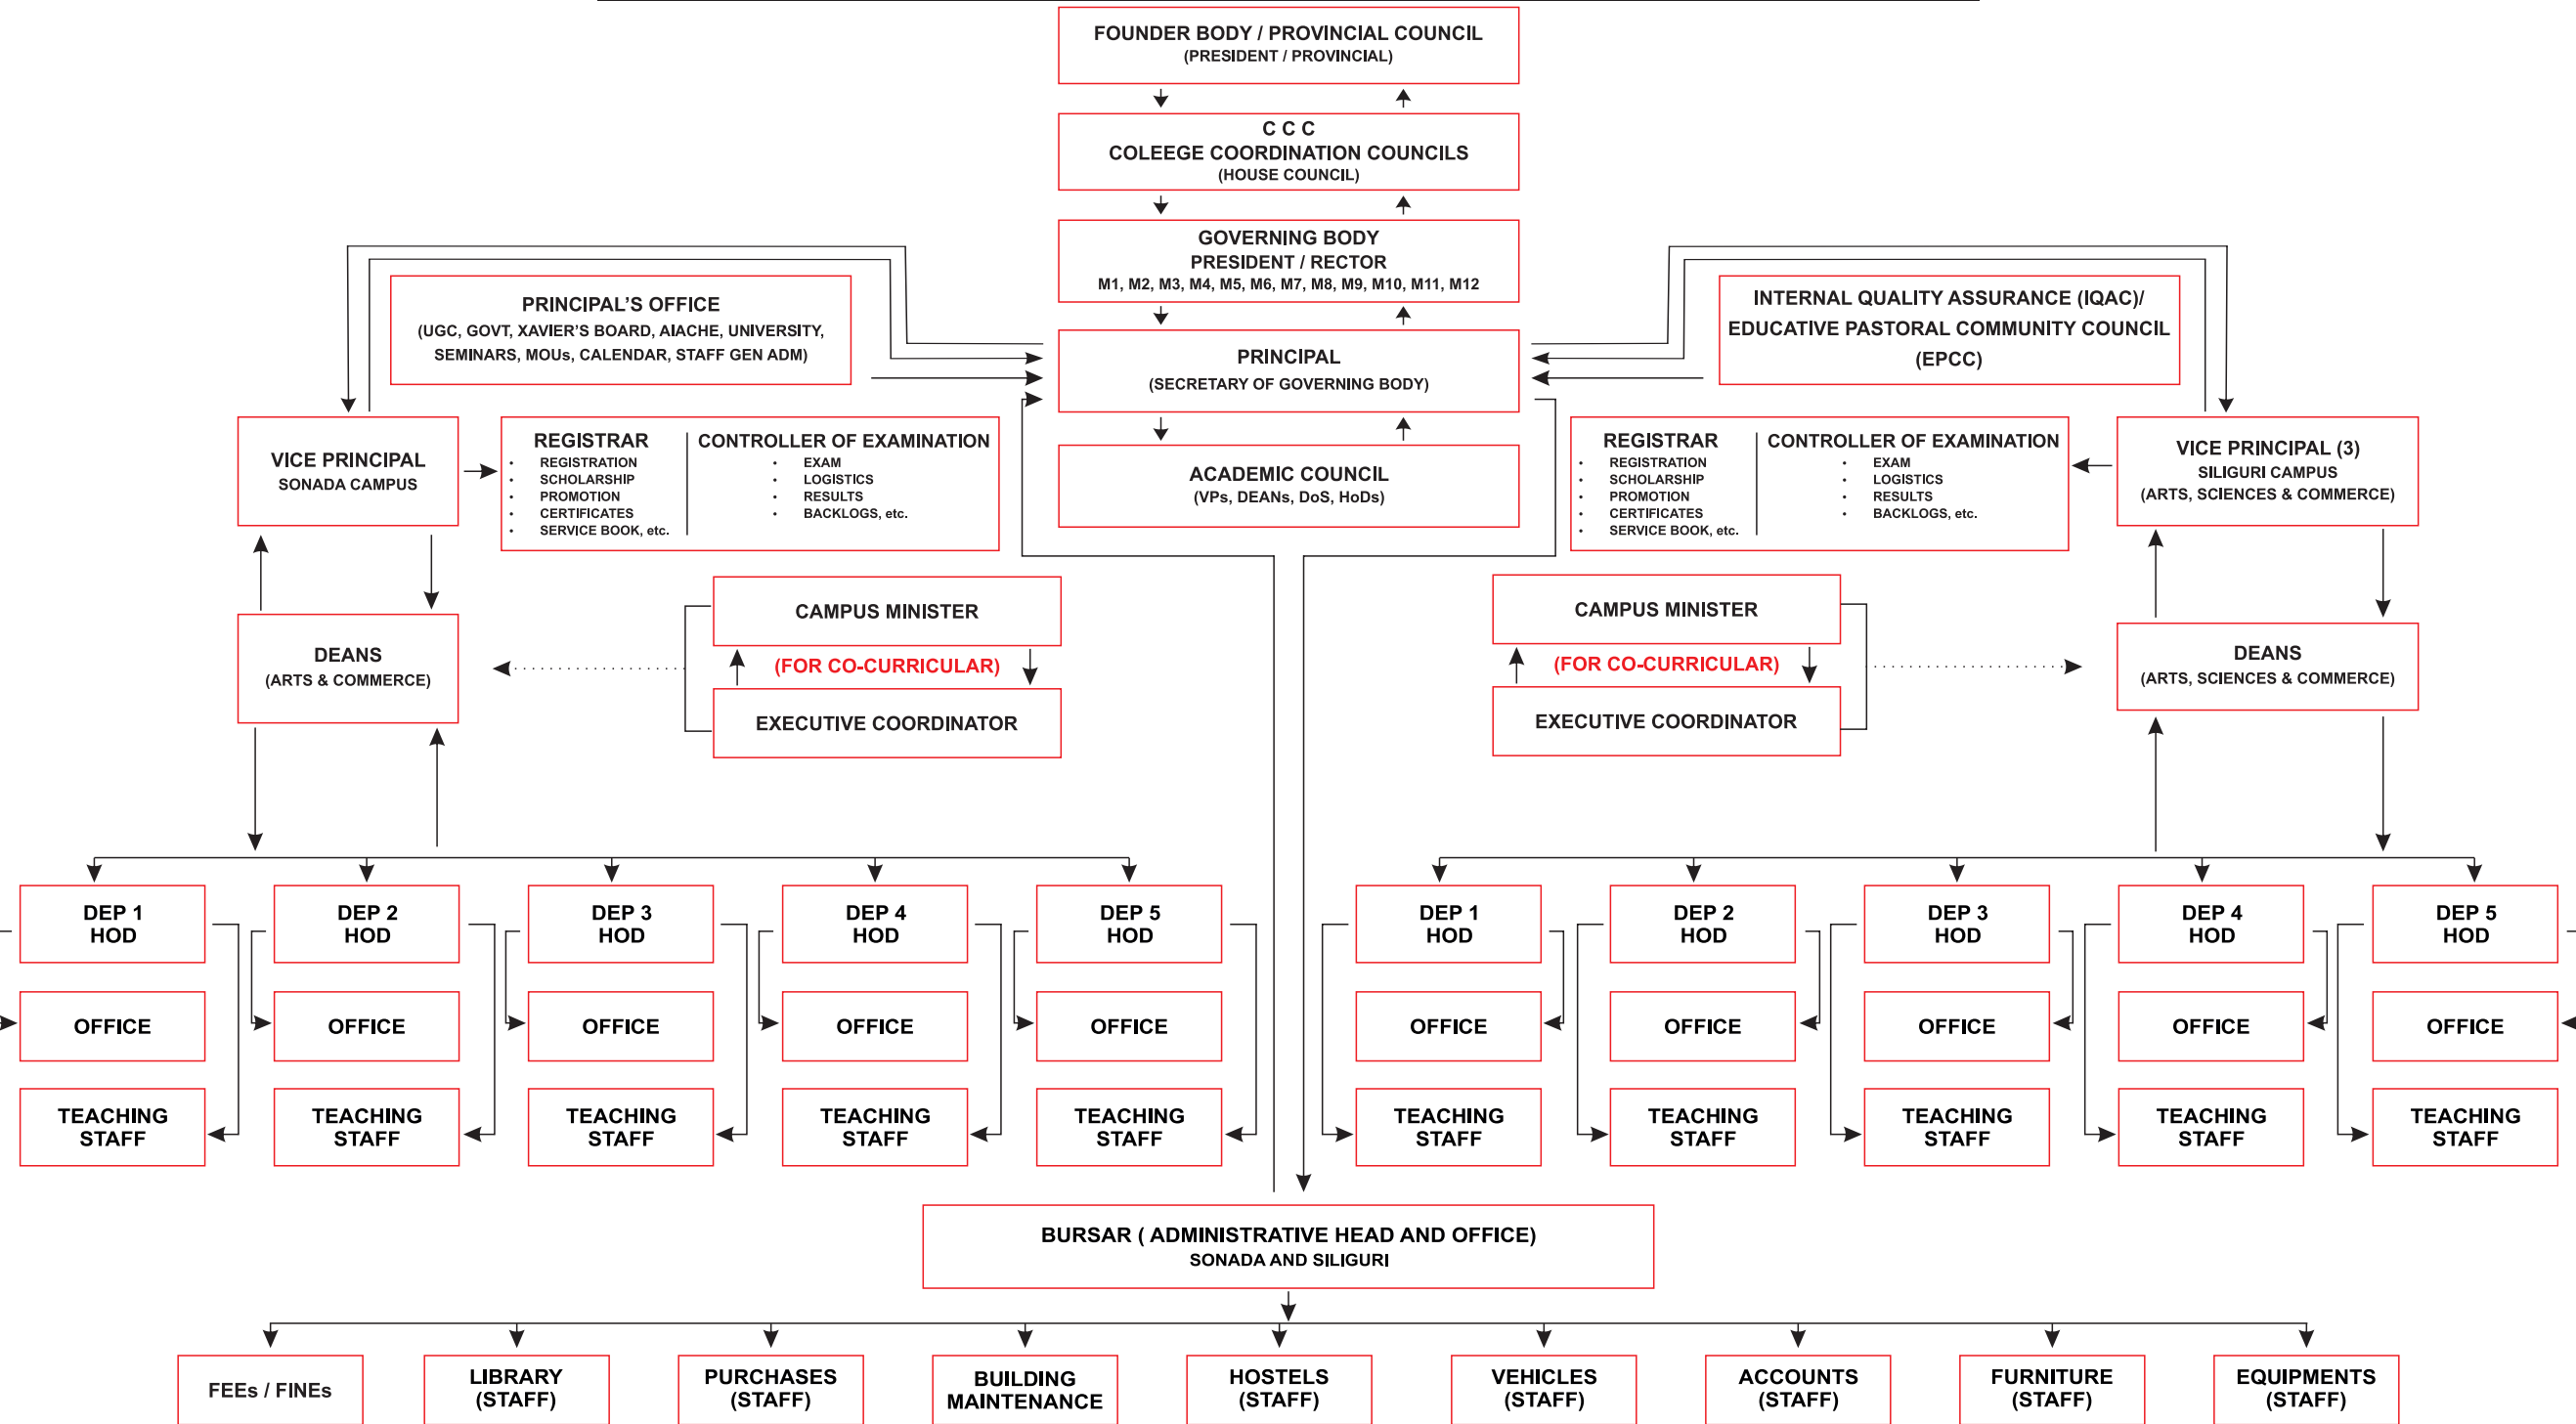 FOUNDER BODY / PROVINCIAL COUNCIL
(PRESIDENT / PROVINCIAL)
C C C
COLEEGE COORDINATION COUNCILS
(HOUSE COUNCIL)
GOVERNING BODY
PRESIDENT / RECTOR
M1, M2, M3, M4, M5, M6, M7, M8, M9, M10, M11, M12
PRINCIPAL'S OFFICE
(UGC, GOVT, XAVIER'S BOARD, AIACHE, UNIVERSITY,
SEMINARS, MOUs, CALENDAR, STAFF GEN ADM)
PRINCIPAL
(SECRETARY OF GOVERNING BODY)
INTERNAL QUALITY ASSURANCE (IQAC)/
EDUCATIVE PASTORAL COMMUNITY COUNCIL
(EPCC)
VICE PRINCIPAL
SONADA CAMPUS
REGISTRAR
• REGISTRATION
• SCHOLARSHIP
• PROMOTION
• CERTIFICATES
• SERVICE BOOK, etc.
CONTROLLER OF EXAMINATION
• EXAM
• LOGISTICS
• RESULTS
• BACKLOGS, etc.
ACADEMIC COUNCIL
(VPs, DEANs, DoS, HoDs)
REGISTRAR
• REGISTRATION
• SCHOLARSHIP
• PROMOTION
• CERTIFICATES
• SERVICE BOOK, etc.
CONTROLLER OF EXAMINATION
• EXAM
• LOGISTICS
• RESULTS
• BACKLOGS, etc.
VICE PRINCIPAL (3)
SILIGURI CAMPUS
(ARTS, SCIENCES & COMMERCE)
DEANS
(ARTS & COMMERCE)
CAMPUS MINISTER
(FOR CO-CURRICULAR)
EXECUTIVE COORDINATOR
CAMPUS MINISTER
(FOR CO-CURRICULAR)
EXECUTIVE COORDINATOR
DEANS
(ARTS, SCIENCES & COMMERCE)
DEP 1
HOD
DEP 2
HOD
DEP 3
HOD
DEP 4
HOD
DEP 5
HOD
DEP 1
HOD
DEP 2
HOD
DEP 3
HOD
DEP 4
HOD
DEP 5
HOD
OFFICE
OFFICE
OFFICE
OFFICE
OFFICE
OFFICE
OFFICE
OFFICE
OFFICE
OFFICE
TEACHING
STAFF
TEACHING
STAFF
TEACHING
STAFF
TEACHING
STAFF
TEACHING
STAFF
TEACHING
STAFF
TEACHING
STAFF
TEACHING
STAFF
TEACHING
STAFF
TEACHING
STAFF
BURSAR ( ADMINISTRATIVE HEAD AND OFFICE)
SONADA AND SILIGURI
FEEs / FINEs
LIBRARY
(STAFF)
PURCHASES
(STAFF)
BUILDING
MAINTENANCE
HOSTELS
(STAFF)
VEHICLES
(STAFF)
ACCOUNTS
(STAFF)
FURNITURE
(STAFF)
EQUIPMENTS
(STAFF)